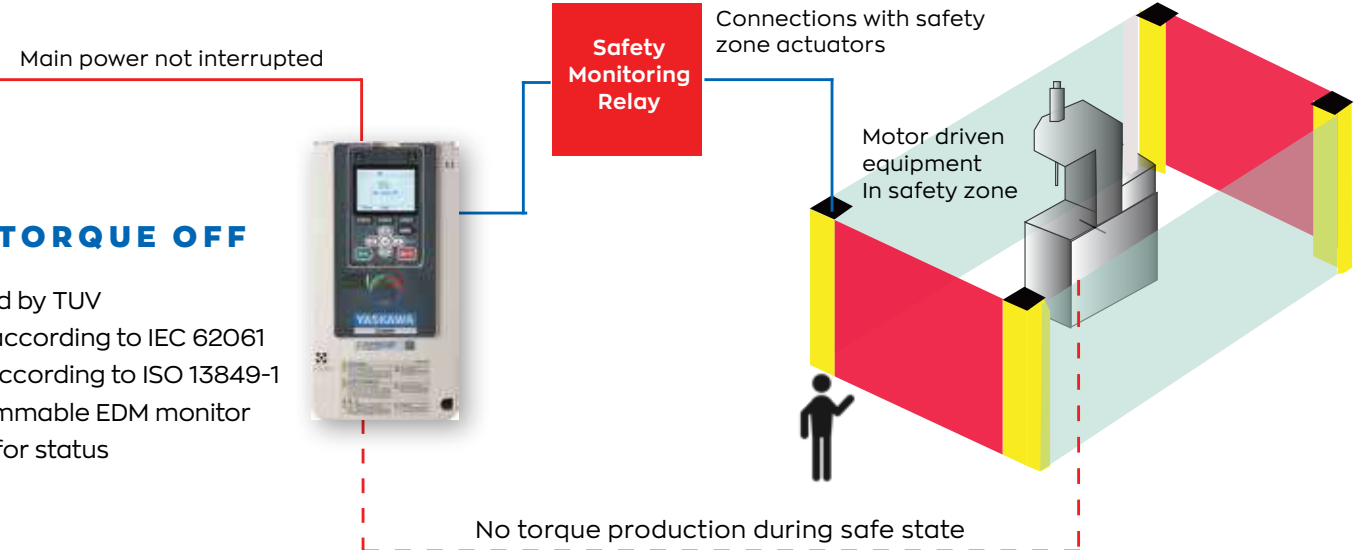 Main power not interrupted
Safety
Monitoring
Relay
Connections with safety
zone actuators
Motor driven
equipment
In safety zone
TORQUE OFF
d by TUV
according to IEC 62061
ccording to ISO 13849-1
mmable EDM monitor
for status
YASKAWA
No torque production during safe state